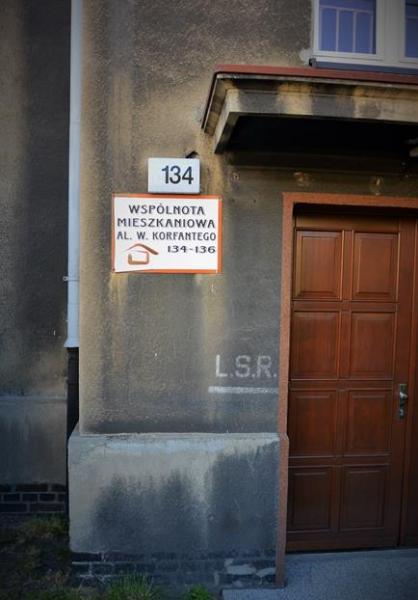 134
WSPÓLNOTA
MIESZKANIOWA
AL. W. KORFANTEGO
134-136
L.S.R.